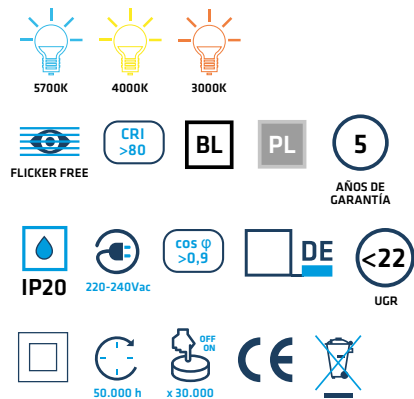 5700K
4000K
3000K
FLICKER FREE
CRI
>80
BL
PL
5
AÑOS DE
GARANTÍA
IP20
220-240Vac
cos φ
>0,9
DE
<22
UGR
50.000 h
OFF
ON
x 30.000
CE